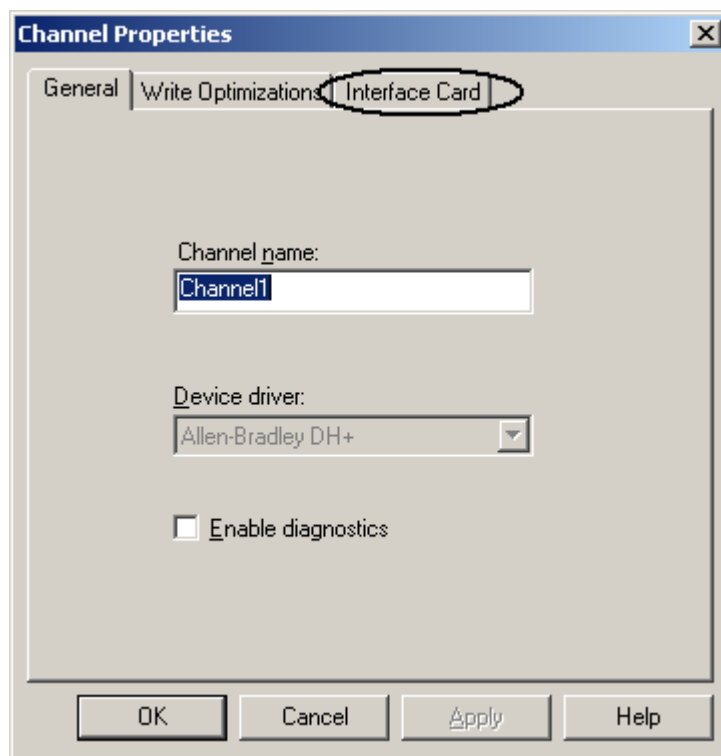 Channel Properties
General Write Optimizations Interface Card
Channel name:
Channel1
Device driver:
Allen-Bradley DH+
Enable diagnostics
OK Cancel Apply Help